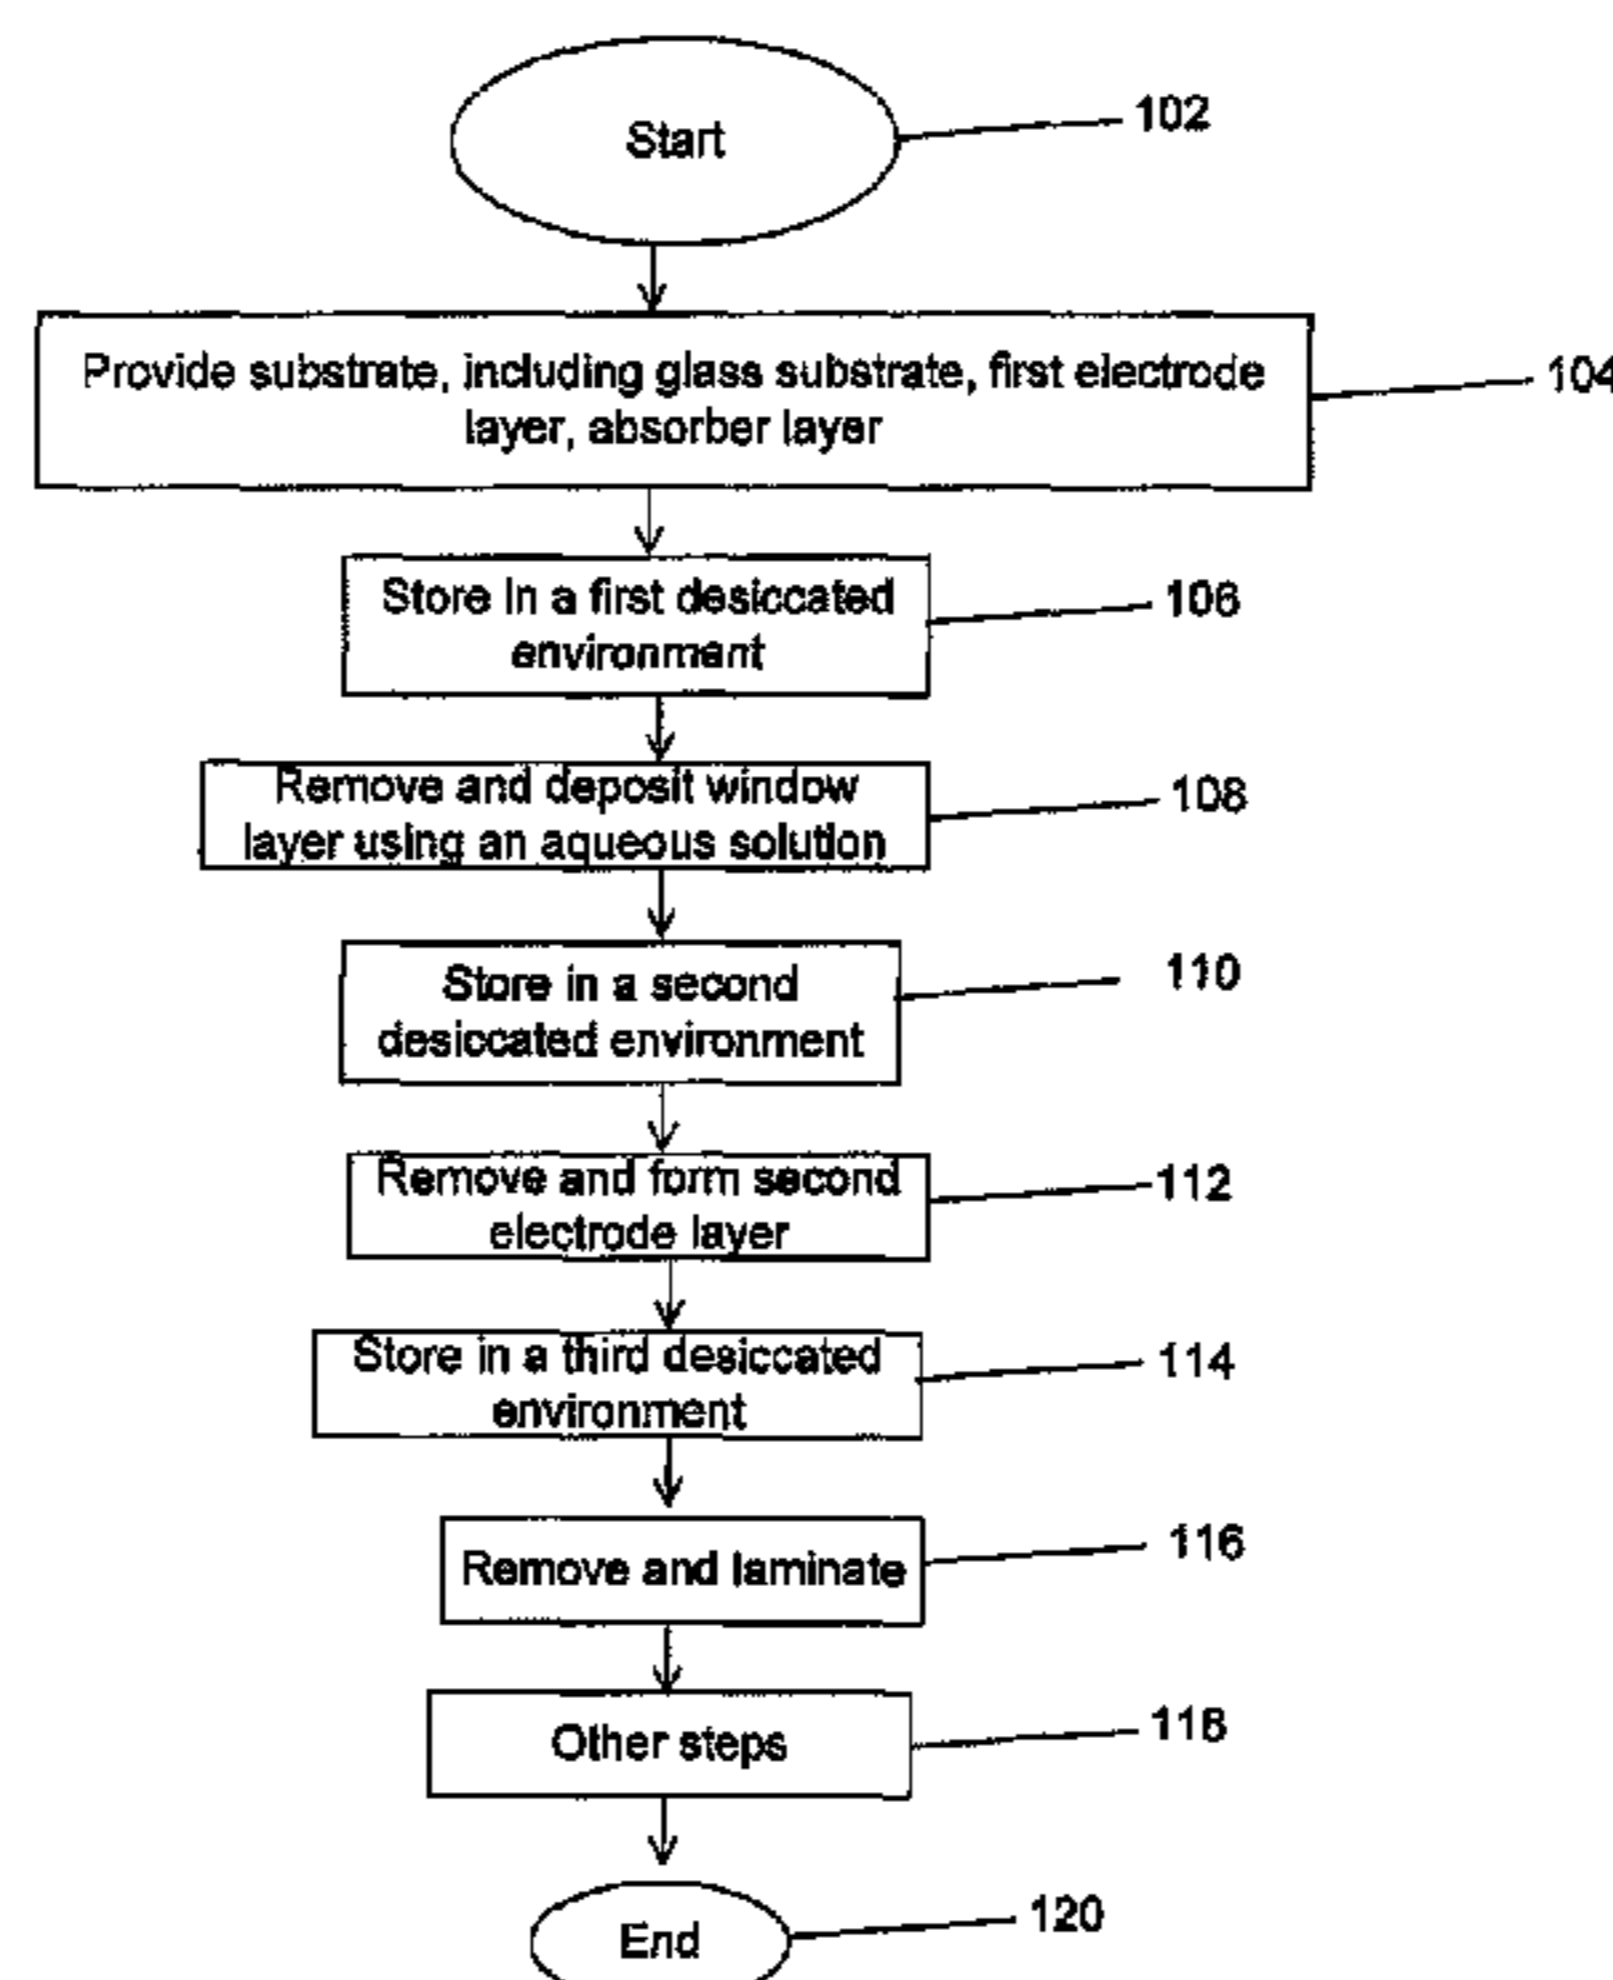 Start
102
Provide substrate, including glass substrate, first electrode
layer, absorber layer
104
Store in a first desiccated
environment
106
Remove and deposit window
layer using an aqueous solution
108
Store in a second
desiccated environment
110
Remove and form second
electrode layer
112
Store in a third desiccated
environment
114
Remove and laminate
116
Other steps
118
End
120